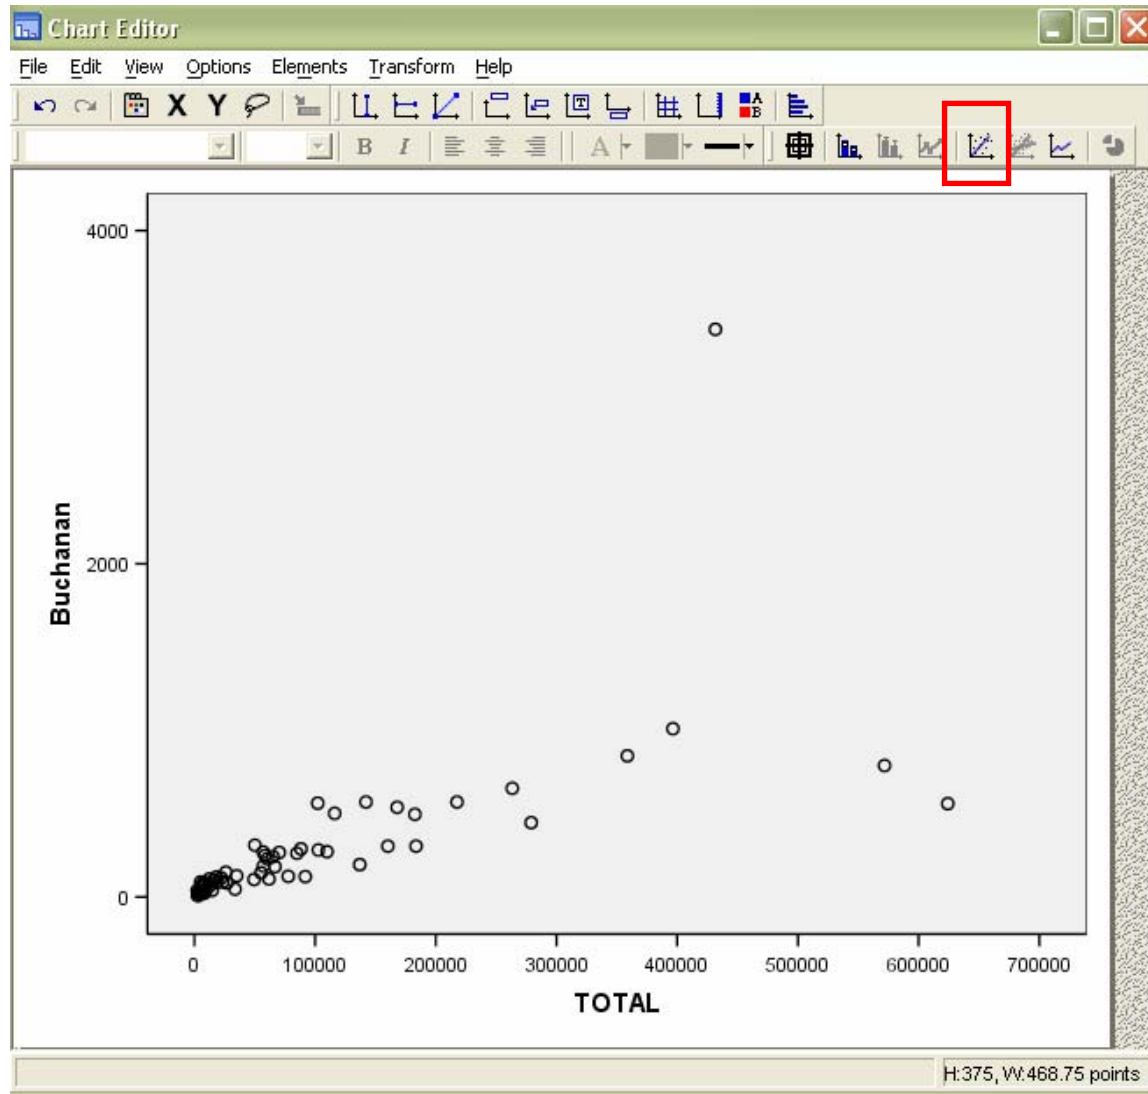 Chart Editor
File Edit View Options Elements Transform Help
X Y
B I A
4000
2000
0
Buchanan
0 100000 200000 300000 400000 500000 600000 700000
TOTAL
H:375, W:468.75 points